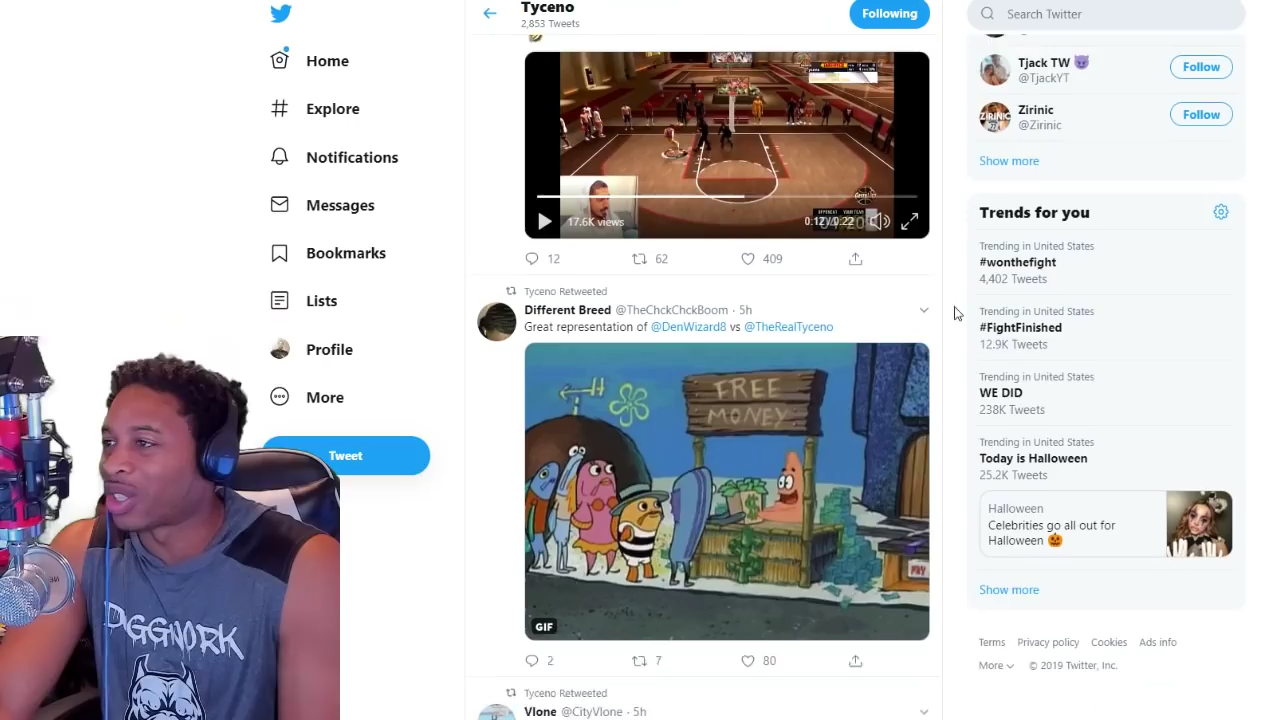 Home
Explore
Notifications
Messages
Bookmarks
Lists
Profile
More
Tweet
DIGGWORK
Tyceno
2,853 Tweets
Following
17.6K views
0:12/0:22
12
62
409
Tyceno Retweeted
Different Breed @TheChckChckBoom · 5h
Great representation of @DenWizard8 vs @TheRealTyceno
FREE
MONEY
PAY
GIF
2
7
80
Tyceno Retweeted
Vlone @CityVlone · 5h
Search Twitter
Tjack TW 😈
@TjackYT
Follow
ZIRINIC
Zirinic
@Zirinic
Follow
Show more
Trends for you
Trending in United States
#wonthefight
4,402 Tweets
Trending in United States
#FightFinished
12.9K Tweets
Trending in United States
WE DID
238K Tweets
Trending in United States
Today is Halloween
25.2K Tweets
Halloween
Celebrities go all out for
Halloween 🎃
Show more
Terms Privacy policy Cookies Ads info
More © 2019 Twitter, Inc.